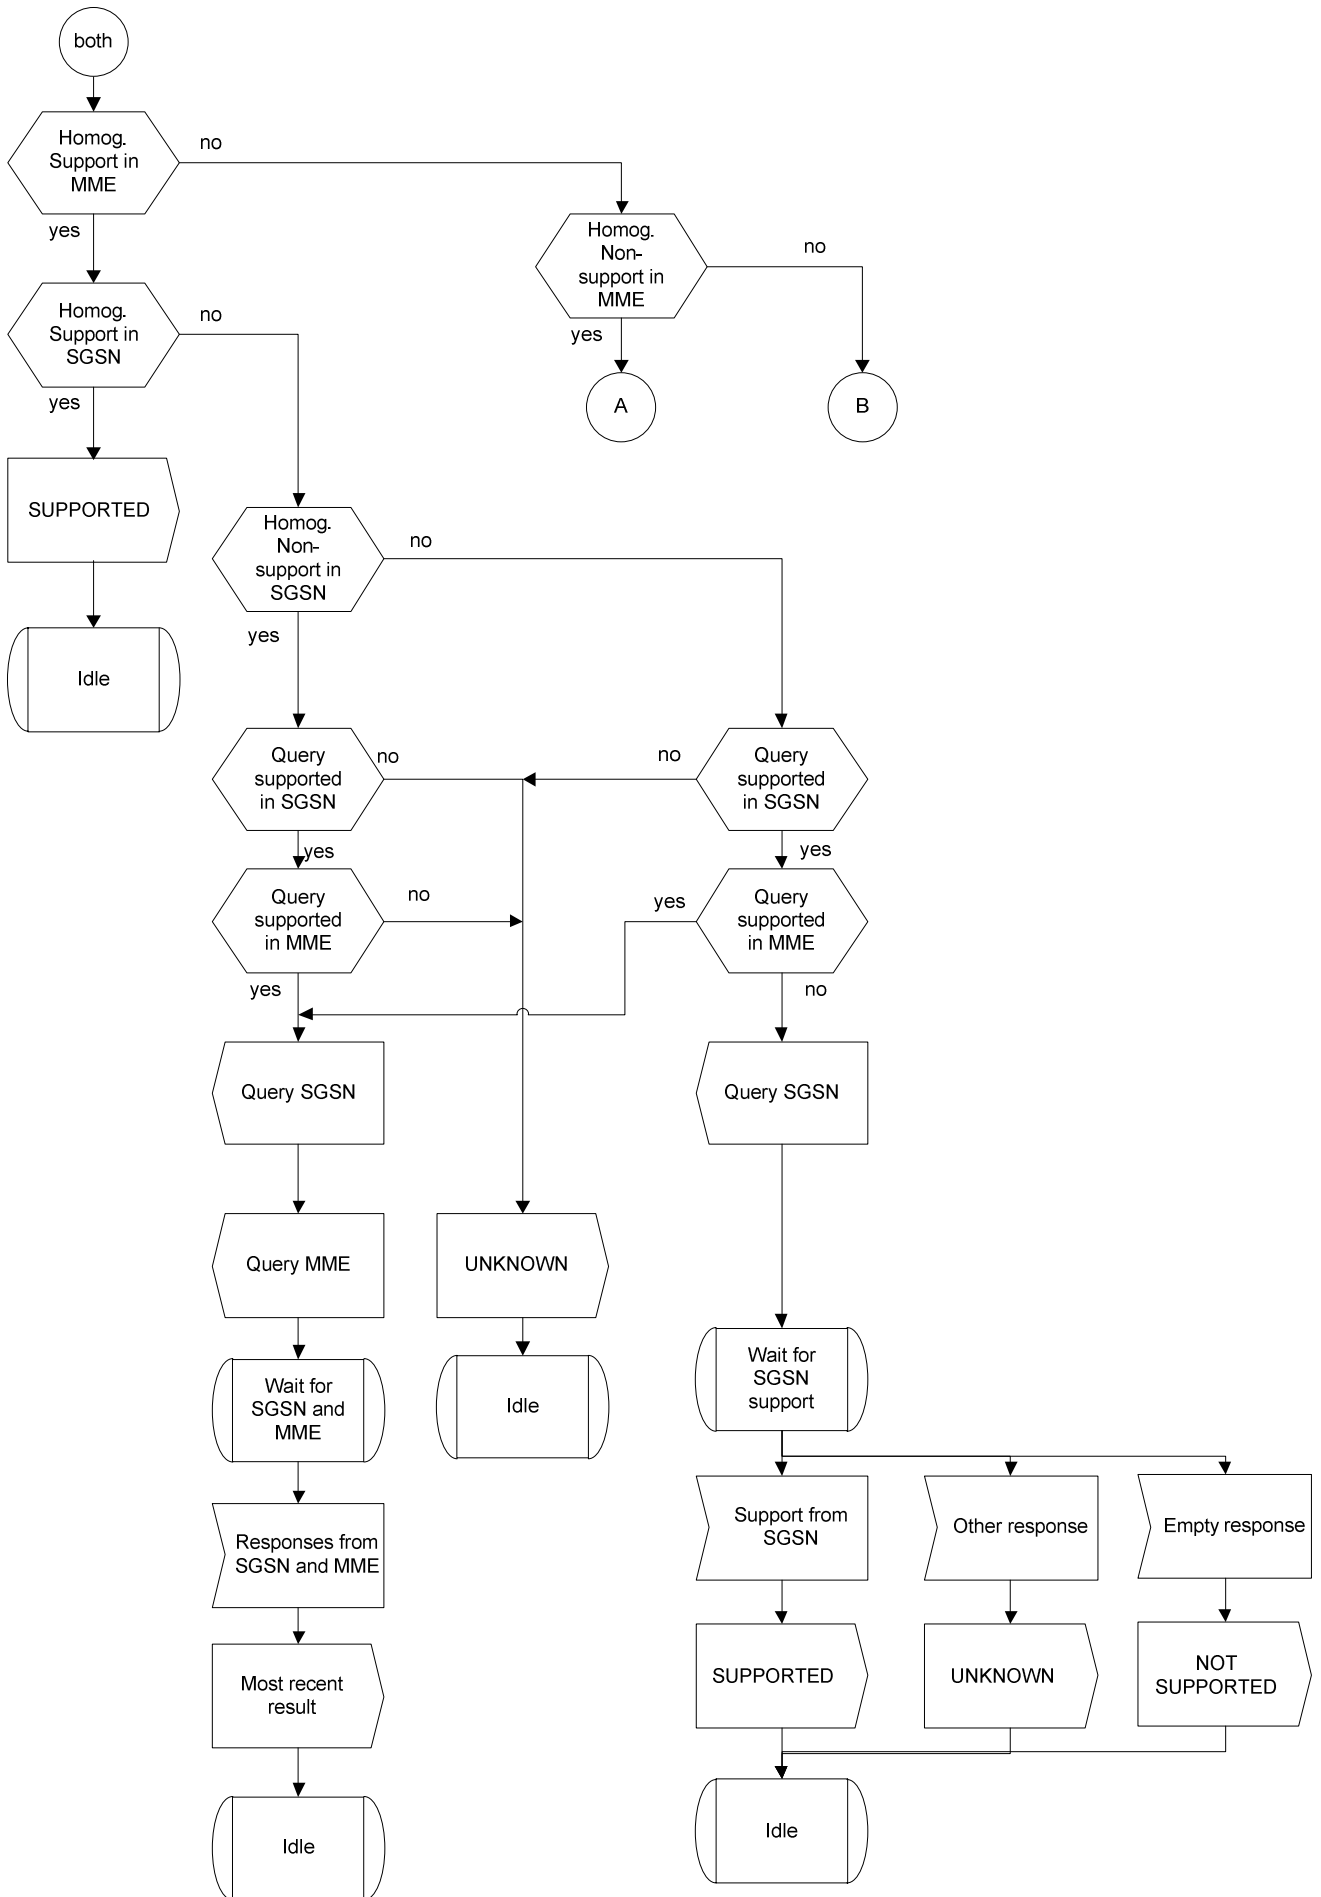 both
Homog.
Support in
MME
no
yes
Homog.
Non-
support in
MME
no
yes
Homog.
Support in
SGSN
no
yes
A
B
SUPPORTED
Idle
Homog.
Non-
support in
SGSN
no
yes
Query
supported
in SGSN
no
no
Query
supported
in SGSN
yes
yes
Query
supported
in MME
no
yes
yes
Query
supported
in MME
no
Query SGSN
Query SGSN
Query MME
UNKNOWN
Wait for
SGSN and
MME
Idle
Wait for
SGSN
support
Responses from
SGSN and MME
Support from
SGSN
Other response
Empty response
Most recent
result
SUPPORTED
UNKNOWN
NOT
SUPPORTED
Idle
Idle